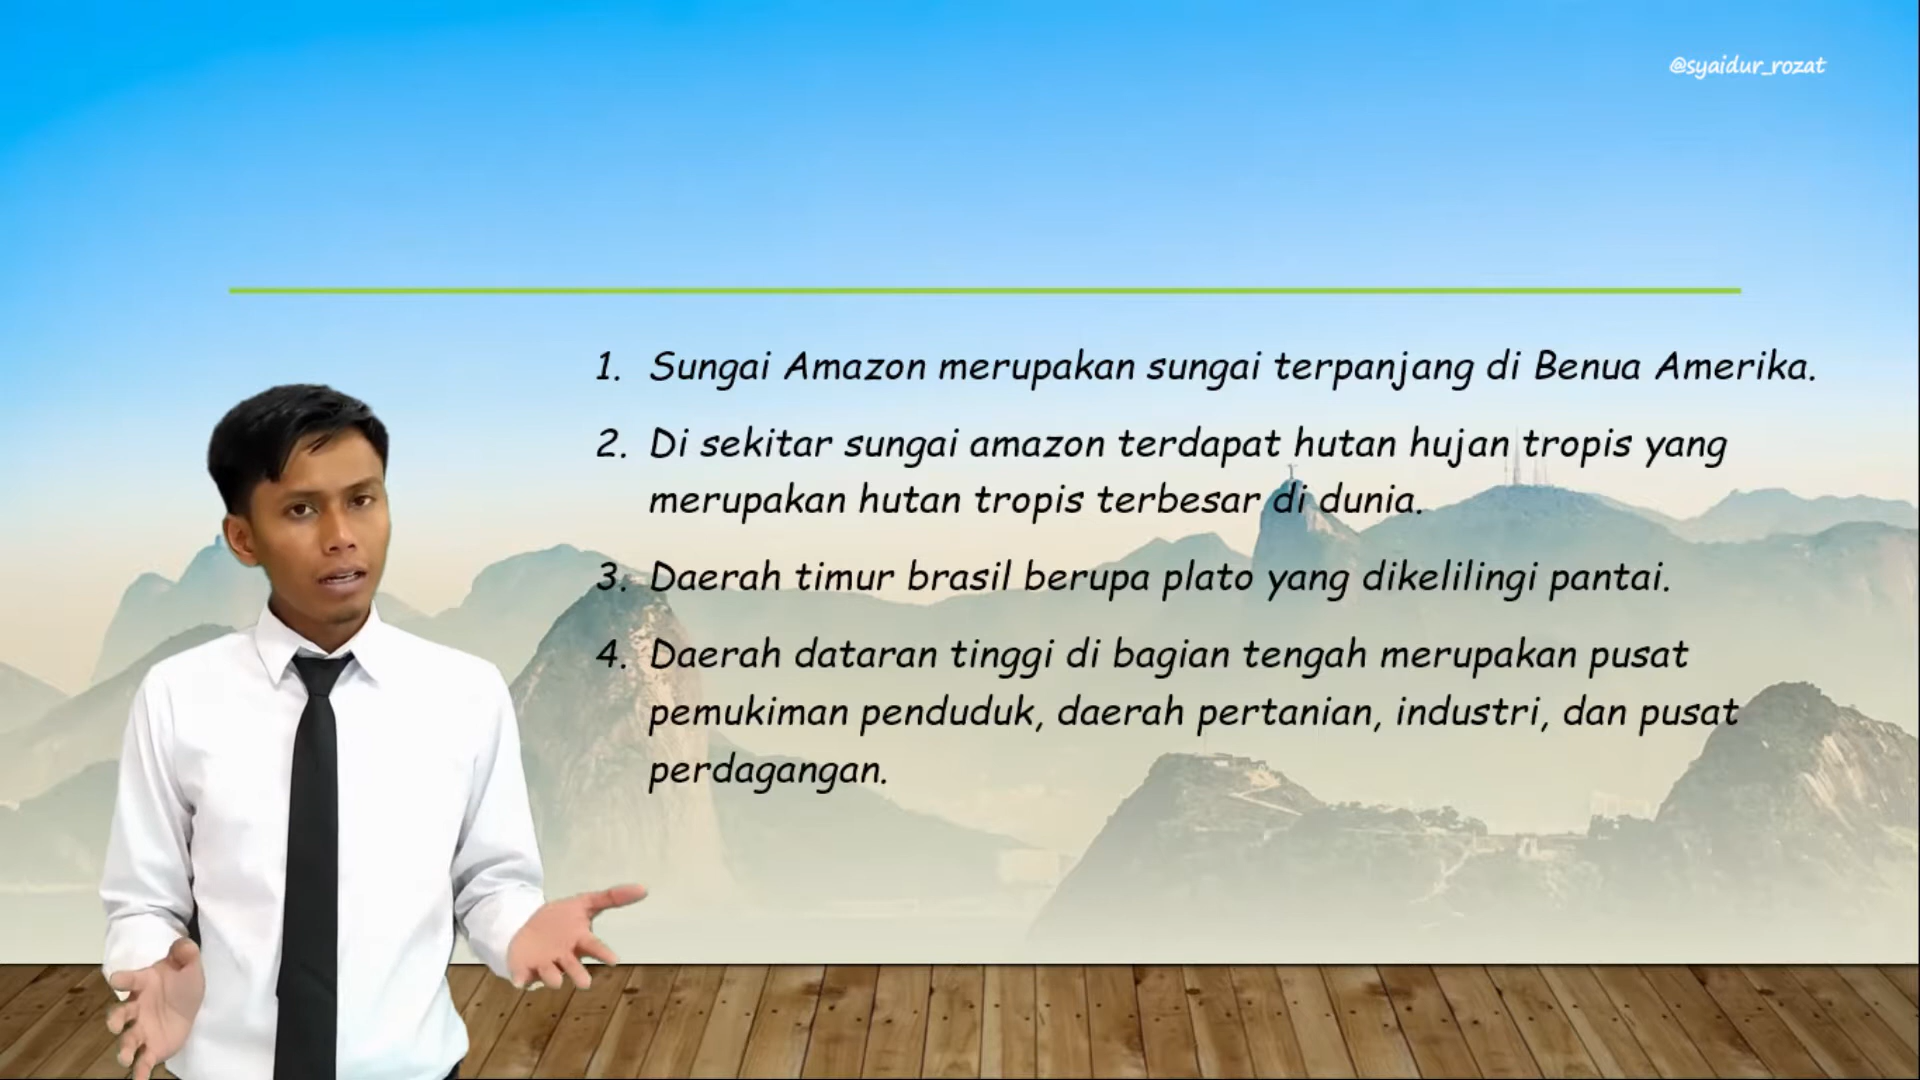 @syaidur_rozat
1. Sungai Amazon merupakan sungai terpanjang di Benua Amerika.
2. Di sekitar sungai amazon terdapat hutan hujan tropis yang
merupakan hutan tropis terbesar di dunia.
3. Daerah timur brasil berupa plato yang dikelilingi pantai.
4. Daerah dataran tinggi di bagian tengah merupakan pusat
pemukiman penduduk, daerah pertanian, industri, dan pusat
perdagangan.